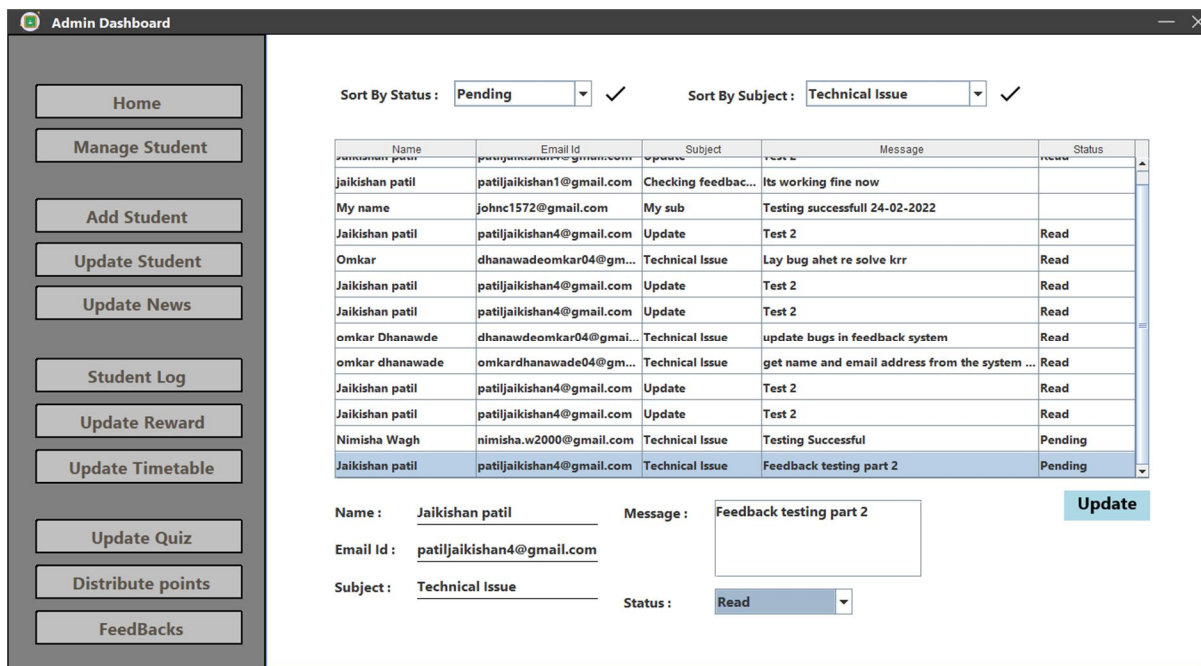 Admin Dashboard
Home
Manage Student
Add Student
Update Student
Update News
Student Log
Update Reward
Update Timetable
Update Quiz
Distribute points
FeedBacks
Sort By Status : Pending Sort By Subject : Technical Issue
Name Email Id Subject Message Status
jaikishan patil patiljaikishan1@gmail.com Checking feedbac... Its working fine now
My name johnc1572@gmail.com My sub Testing successfull 24-02-2022
Jaikishan patil patiljaikishan4@gmail.com Update Test 2 Read
Omkar dhanawadeomkar04@gm... Technical Issue Lay bug ahet re solve krr Read
Jaikishan patil patiljaikishan4@gmail.com Update Test 2 Read
Jaikishan patil patiljaikishan4@gmail.com Update Test 2 Read
omkar Dhanawde dhanawdeomkar04@gmai... Technical Issue update bugs in feedback system Read
omkar dhanawade omkardhanawade04@gm... Technical Issue get name and email address from the system ... Read
Jaikishan patil patiljaikishan4@gmail.com Update Test 2 Read
Jaikishan patil patiljaikishan4@gmail.com Update Test 2 Read
Nimisha Wagh nimisha.w2000@gmail.com Technical Issue Testing Successful Pending
Jaikishan patil patiljaikishan4@gmail.com Technical Issue Feedback testing part 2 Pending
Update
Name : Jaikishan patil Message : Feedback testing part 2
Email Id : patiljaikishan4@gmail.com
Subject : Technical Issue
Status : Read